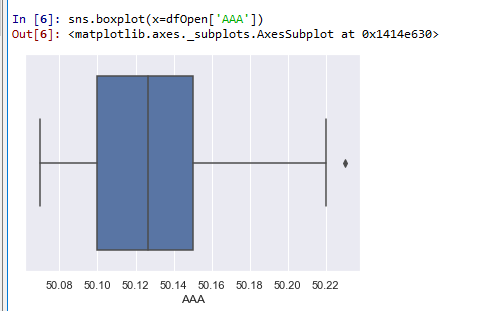 In [6]: sns.boxplot(x=dfOpen['AAA'])
Out[6]: <matplotlib.axes._subplots.AxesSubplot at 0x1414e630>
50.08 50.10 50.12 50.14 50.16 50.18 50.20 50.22
AAA